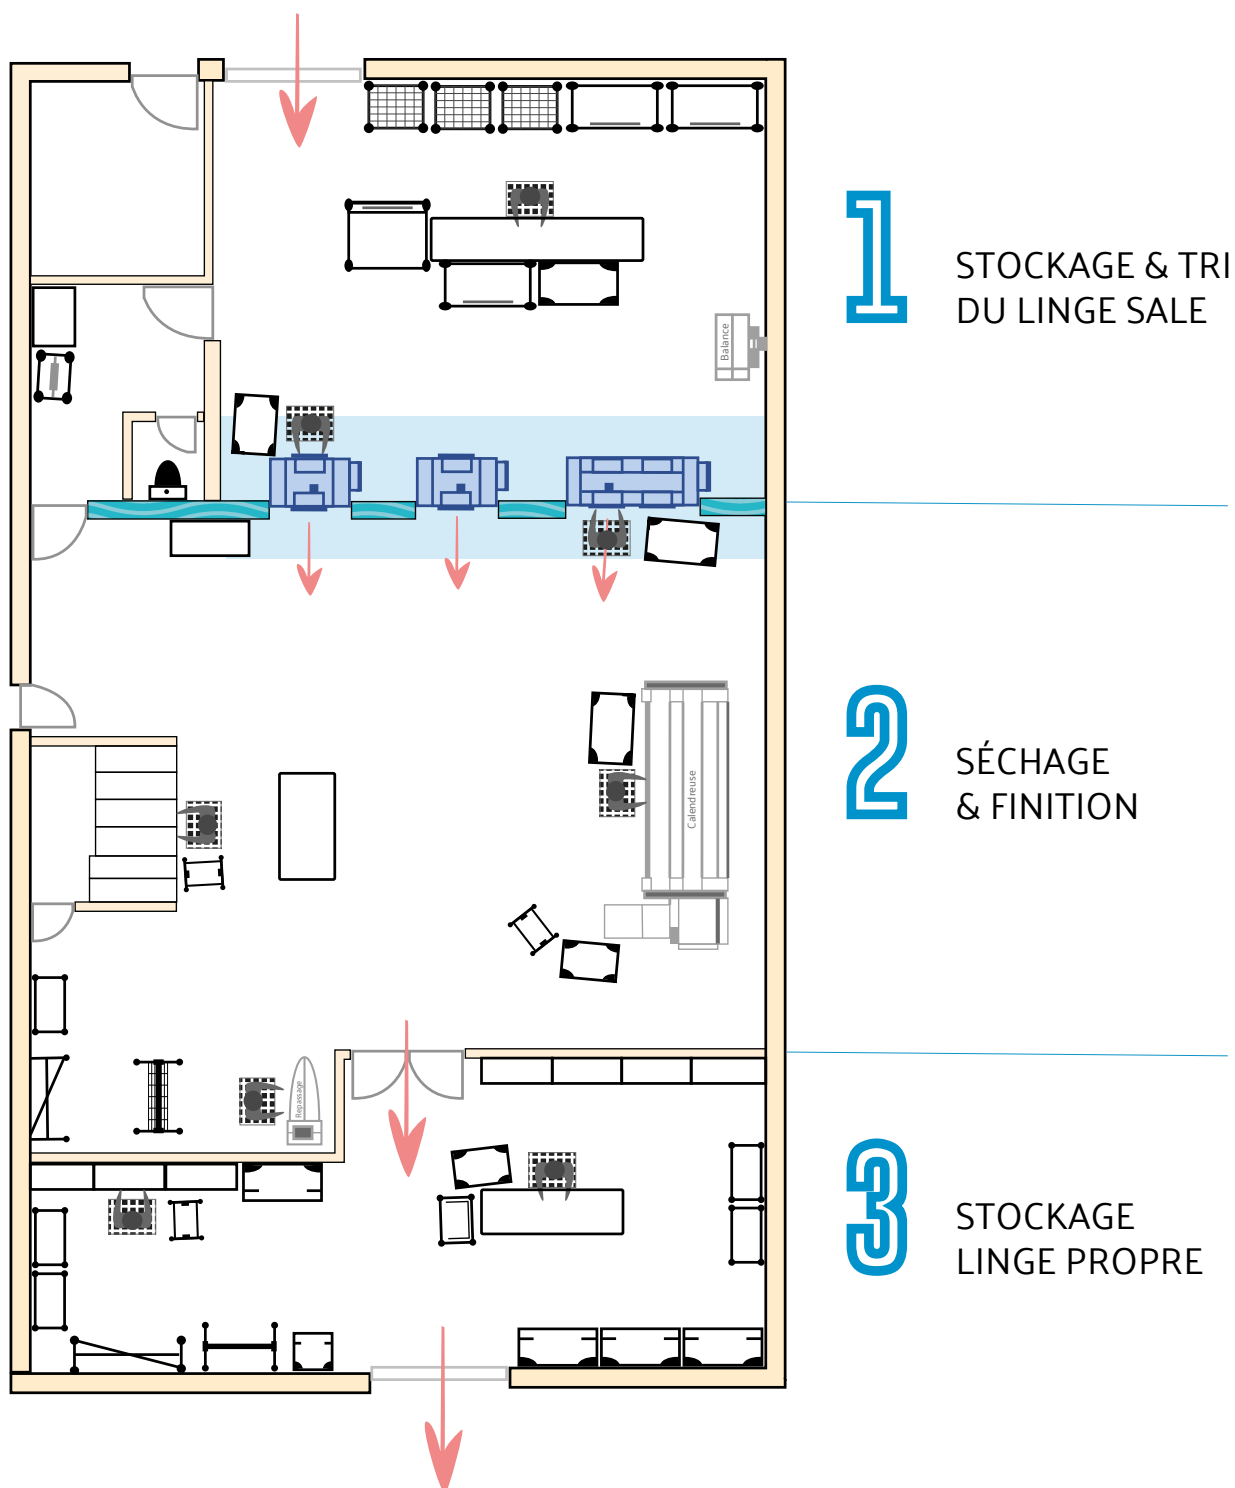 1
STOCKAGE & TRI
DU LINGE SALE
Balance
2
SÉCHAGE
& FINITION
Calendreuse
Repassage
3
STOCKAGE
LINGE PROPRE